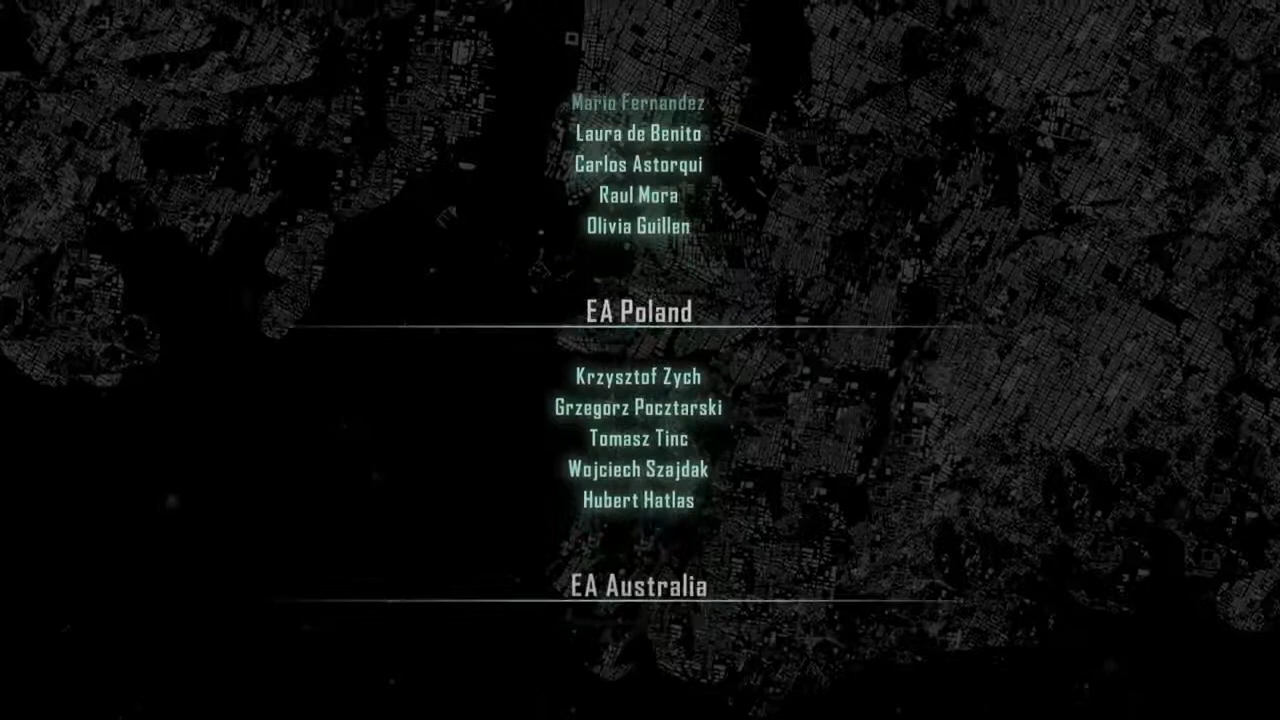 Mario Fernandez
Laura de Benito
Carlos Astorqui
Raul Mora
Olivia Guillen
EA Poland
Krzysztof Zych
Grzegorz Pocztarski
Tomasz Tinc
Wojciech Szajdak
Hubert Hatlas
EA Australia